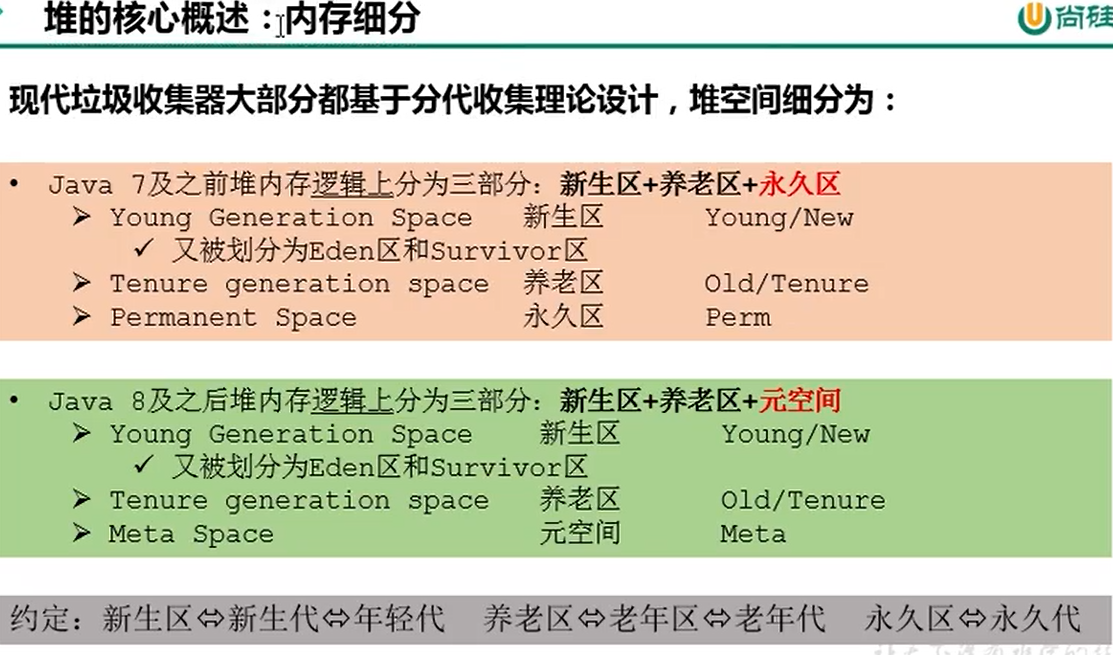 堆的核心概述：内存细分
尚硅
现代垃圾收集器大部分都基于分代收集理论设计，堆空间细分为：
• Java 7及之前堆内存逻辑上分为三部分：新生区+养老区+永久区
➢ Young Generation Space 新生区 Young/New
✓ 又被划分为Eden区和Survivor区
➢ Tenure generation space 养老区 Old/Tenure
➢ Permanent Space 永久区 Perm
• Java 8及之后堆内存逻辑上分为三部分：新生区+养老区+元空间
➢ Young Generation Space 新生区 Young/New
✓ 又被划分为Eden区和Survivor区
➢ Tenure generation space 养老区 Old/Tenure
➢ Meta Space 元空间 Meta
约定：新生区⇔新生代⇔年轻代 养老区⇔老年区⇔老年代 永久区⇔永久代